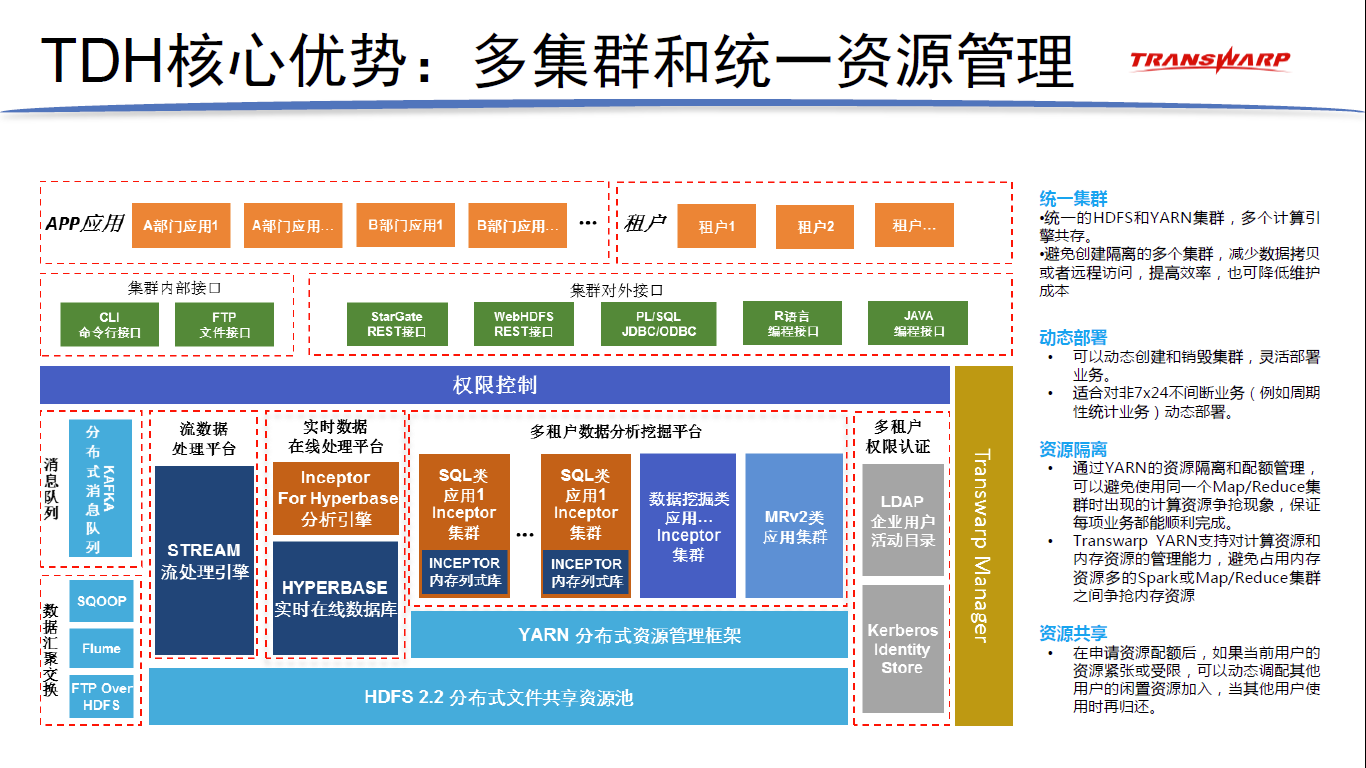 TDH核心优势：多集群和统一资源管理
TRANSWARP
APP应用
A部门应用1
A部门应用...
B部门应用1
B部门应用...
...
租户
租户1
租户2
租户...
集群内部接口
CLI
命令行接口
FTP
文件接口
集群对外接口
StarGate
REST接口
WebHDFS
REST接口
PL/SQL
JDBC/ODBC
R语言
编程接口
JAVA
编程接口
权限控制
消息队列
分布式消息队列
KAFKA
数据汇聚交换
SQOOP
Flume
FTP Over
HDFS
流数据
处理平台
STREAM
流处理引擎
实时数据
在线处理平台
Inceptor
For Hyperbase
分析引擎
HYPERBASE
实时在线数据库
多租户数据分析挖掘平台
SQL类
应用1
Inceptor
集群
INCEPTOR
内存列式库
...
SQL类
应用1
Inceptor
集群
INCEPTOR
内存列式库
数据挖掘类
应用...
Inceptor
集群
MRv2类
应用集群
YARN 分布式资源管理框架
HDFS 2.2 分布式文件共享资源池
多租户
权限认证
LDAP
企业用户
活动目录
Kerberos
Identity
Store
Transwarp Manager
统一集群
•统一的HDFS和YARN集群，多个计算引
擎共存。
•避免创建隔离的多个集群，减少数据拷贝
或者远程访问，提高效率，也可降低维护
成本
动态部署
• 可以动态创建和销毁集群，灵活部署
业务。
• 适合对非7x24不间断业务（例如周期
性统计业务）动态部署。
资源隔离
• 通过YARN的资源隔离和配额管理，
可以避免使用同一个Map/Reduce集
群时出现的计算资源争抢现象，保证
每项业务都能顺利完成。
• Transwarp YARN支持对计算资源和
内存资源的管理能力，避免占用内存
资源多的Spark或Map/Reduce集群
之间争抢内存资源
资源共享
• 在申请资源配额后，如果当前用户的
资源紧张或受限，可以动态调配其他
用户的闲置资源加入，当其他用户使
用时再归还。